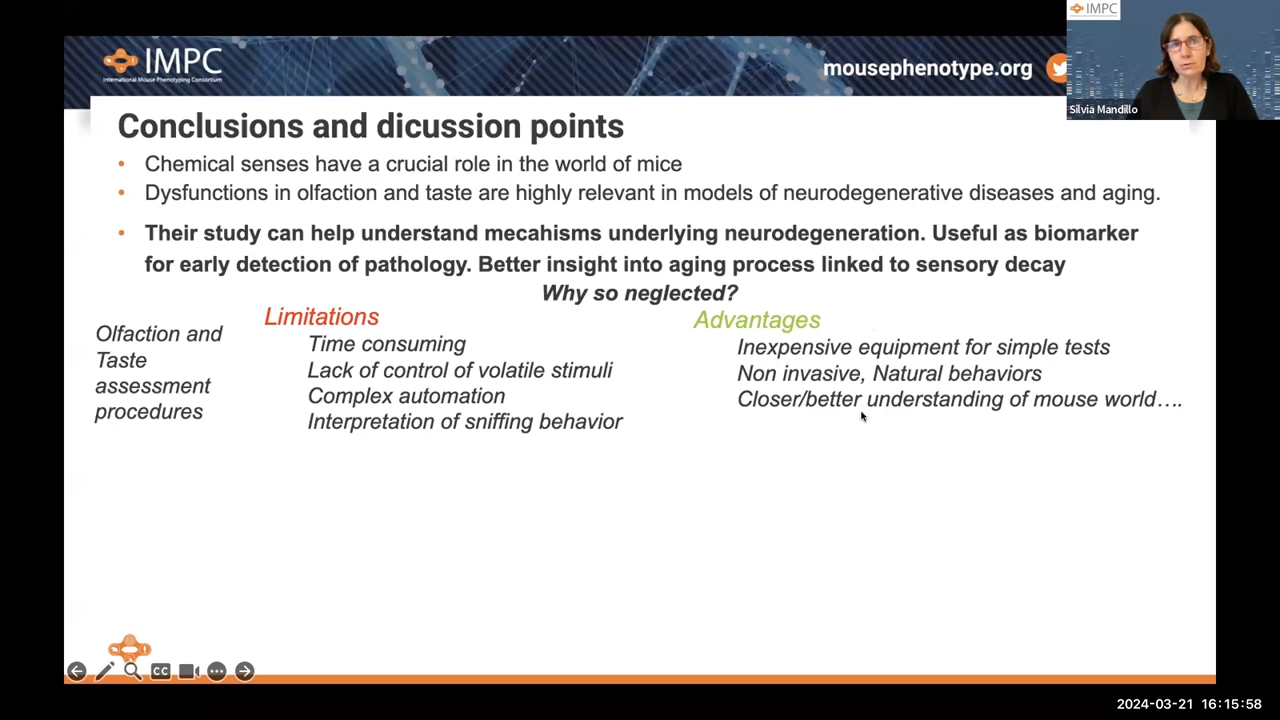 IMPC
International Mouse Phenotyping Consortium
mousephenotype.org
IMPC
Silvia Mandillo
Conclusions and dicussion points
• Chemical senses have a crucial role in the world of mice
• Dysfunctions in olfaction and taste are highly relevant in models of neurodegenerative diseases and aging.
• Their study can help understand mecahisms underlying neurodegeneration. Useful as biomarker
for early detection of pathology. Better insight into aging process linked to sensory decay
Why so neglected?
Olfaction and
Taste
assessment
procedures
Limitations
Time consuming
Lack of control of volatile stimuli
Complex automation
Interpretation of sniffing behavior
Advantages
Inexpensive equipment for simple tests
Non invasive, Natural behaviors
Closer/better understanding of mouse world….
CC
2024-03-21 16:15:58